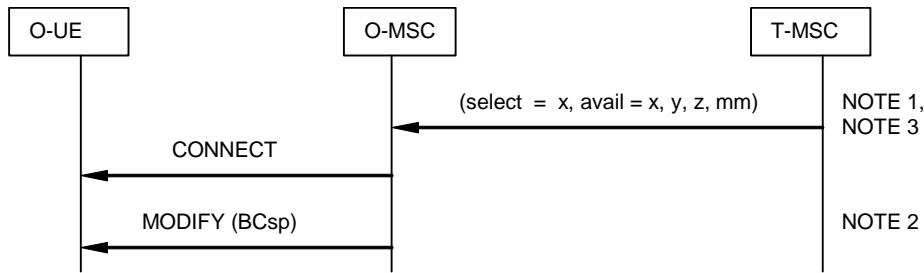 O-UE
O-MSC
T-MSC
(select = x, avail = x, y, z, mm)
NOTE 1,
NOTE 3
CONNECT
MODIFY (BCsp)
NOTE 2